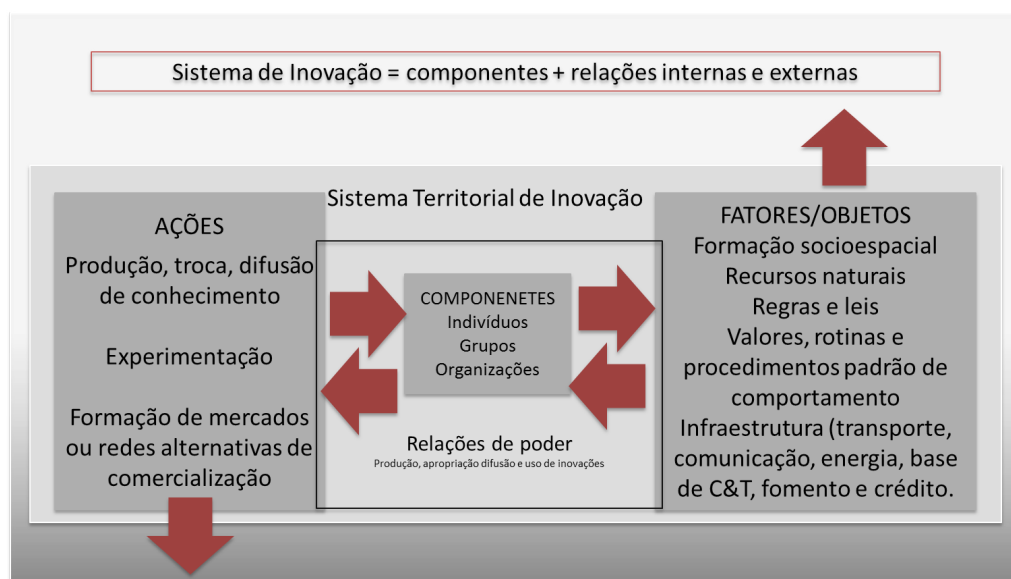 Sistema de Inovação = componentes + relações internas e externas
Sistema Territorial de Inovação
AÇÕES
Produção, troca, difusão
de conhecimento
Experimentação
Formação de mercados
ou redes alternativas de
comercialização
COMPONENETES
Indivíduos
Grupos
Organizações
Relações de poder
Produção, apropriação difusão e uso de inovações
FATORES/OBJETOS
Formação socioespacial
Recursos naturais
Regras e leis
Valores, rotinas e
procedimentos padrão de
comportamento
Infraestrutura (transporte,
comunicação, energia, base
de C&T, fomento e crédito.